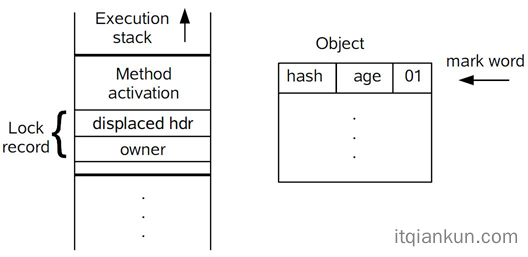 Execution
stack
Method
activation
Lock
record
displaced hdr
owner
Object
mark word
hash age 01
itqiankun.com